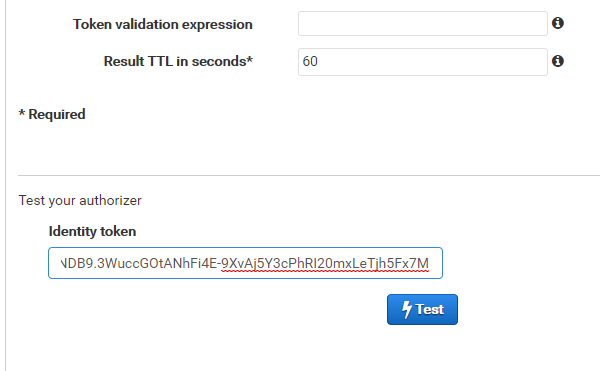 Token validation expression
Result TTL in seconds*
60
* Required
Test your authorizer
Identity token
NDB9.3WuccGOtANhFi4E-9XvAj5Y3cPhRI20mxLeTjh5Fx7M
Test